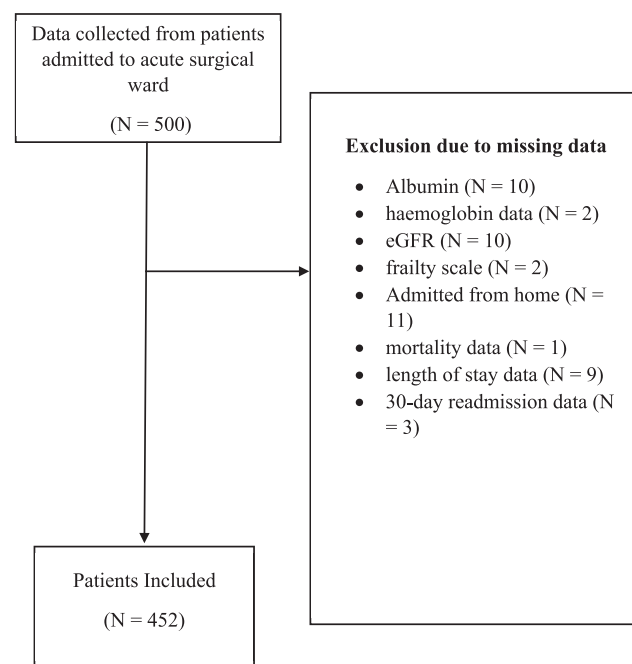 Data collected from patients
admitted to acute surgical
ward
(N = 500)
Exclusion due to missing data
• Albumin (N = 10)
• haemoglobin data (N = 2)
• eGFR (N = 10)
• frailty scale (N = 2)
• Admitted from home (N =
11)
• mortality data (N = 1)
• length of stay data (N = 9)
• 30-day readmission data (N
= 3)
Patients Included
(N = 452)